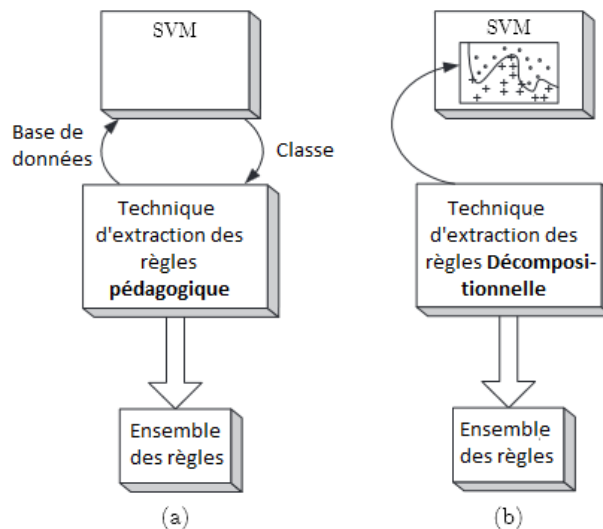 SVM
Base de
données
Classe
Technique
d'extraction des
règles
pédagogique
Ensemble
des règles
(a)
SVM
Technique
d'extraction des
règles Décomposi-
tionnelle
Ensemble
des règles
(b)